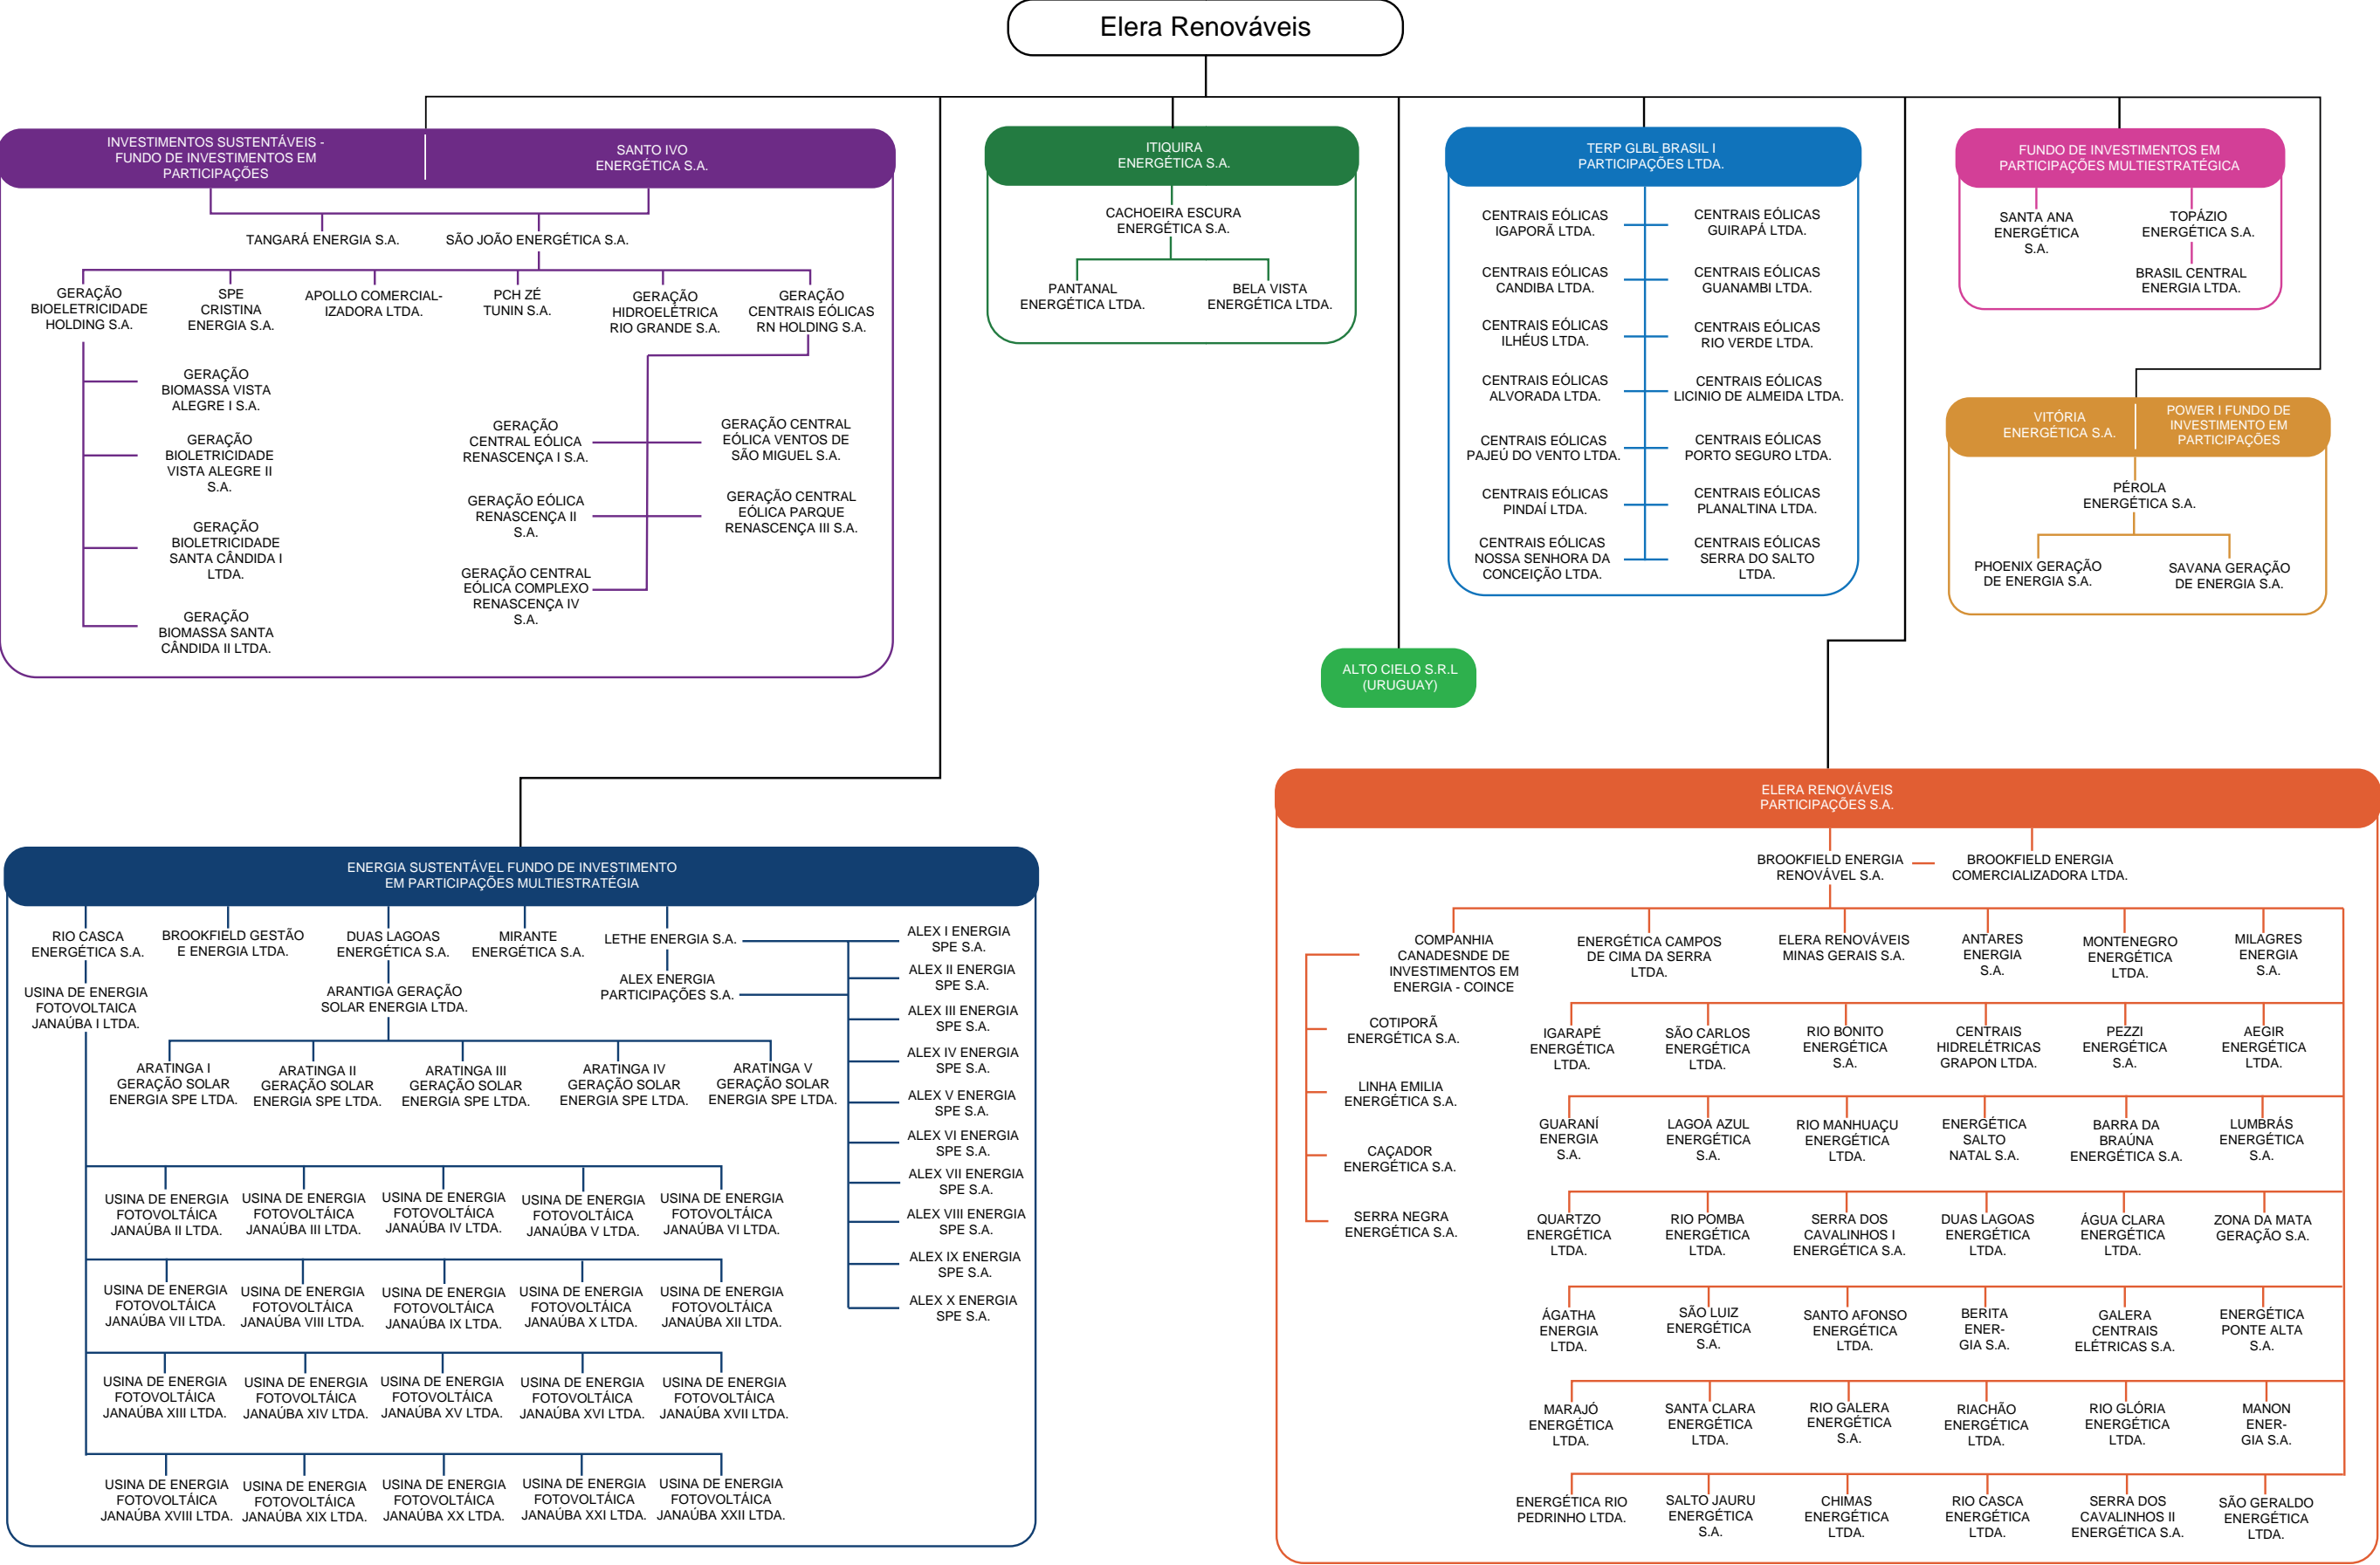 Elera Renováveis
INVESTIMENTOS SUSTENTÁVEIS -
FUNDO DE INVESTIMENTOS EM
PARTICIPAÇÕES
SANTO IVO
ENERGÉTICA S.A.
TANGARÁ ENERGIA S.A.
SÃO JOÃO ENERGÉTICA S.A.
GERAÇÃO
BIOELETRICIDADE
HOLDING S.A.
SPE
CRISTINA
ENERGIA S.A.
APOLLO COMERCIAL-
IZADORA LTDA.
PCH ZÉ
TUNIN S.A.
GERAÇÃO
HIDROELÉTRICA
RIO GRANDE S.A.
GERAÇÃO
CENTRAIS EÓLICAS
RN HOLDING S.A.
GERAÇÃO
BIOMASSA VISTA
ALEGRE I S.A.
GERAÇÃO
BIOLETRICIDADE
VISTA ALEGRE II
S.A.
GERAÇÃO
BIOLETRICIDADE
SANTA CÂNDIDA I
LTDA.
GERAÇÃO
BIOMASSA SANTA
CÂNDIDA II LTDA.
GERAÇÃO
CENTRAL EÓLICA
RENASCENÇA I S.A.
GERAÇÃO CENTRAL
EÓLICA VENTOS DE
SÃO MIGUEL S.A.
GERAÇÃO EÓLICA
RENASCENÇA II
S.A.
GERAÇÃO CENTRAL
EÓLICA PARQUE
RENASCENÇA III S.A.
GERAÇÃO CENTRAL
EÓLICA COMPLEXO
RENASCENÇA IV
S.A.
ITIQUIRA
ENERGÉTICA S.A.
CACHOEIRA ESCURA
ENERGÉTICA S.A.
PANTANAL
ENERGÉTICA LTDA.
BELA VISTA
ENERGÉTICA LTDA.
ALTO CIELO S.R.L
(URUGUAY)
TERP GLBL BRASIL I
PARTICIPAÇÕES LTDA.
CENTRAIS EÓLICAS
IGAPORÃ LTDA.
CENTRAIS EÓLICAS
GUIRAPÁ LTDA.
CENTRAIS EÓLICAS
CANDIBA LTDA.
CENTRAIS EÓLICAS
GUANAMBI LTDA.
CENTRAIS EÓLICAS
ILHÉUS LTDA.
CENTRAIS EÓLICAS
RIO VERDE LTDA.
CENTRAIS EÓLICAS
ALVORADA LTDA.
CENTRAIS EÓLICAS
LICINIO DE ALMEIDA LTDA.
CENTRAIS EÓLICAS
PAJEÚ DO VENTO LTDA.
CENTRAIS EÓLICAS
PORTO SEGURO LTDA.
CENTRAIS EÓLICAS
PINDAÍ LTDA.
CENTRAIS EÓLICAS
PLANALTINA LTDA.
CENTRAIS EÓLICAS
NOSSA SENHORA DA
CONCEIÇÃO LTDA.
CENTRAIS EÓLICAS
SERRA DO SALTO
LTDA.
FUNDO DE INVESTIMENTOS EM
PARTICIPAÇÕES MULTIESTRATÉGICA
SANTA ANA
ENERGÉTICA
S.A.
TOPÁZIO
ENERGÉTICA S.A.
BRASIL CENTRAL
ENERGIA LTDA.
VITÓRIA
ENERGÉTICA S.A.
POWER I FUNDO DE
INVESTIMENTO EM
PARTICIPAÇÕES
PÉROLA
ENERGÉTICA S.A.
PHOENIX GERAÇÃO
DE ENERGIA S.A.
SAVANA GERAÇÃO
DE ENERGIA S.A.
ENERGIA SUSTENTÁVEL FUNDO DE INVESTIMENTO
EM PARTICIPAÇÕES MULTIESTRATÉGIA
RIO CASCA
ENERGÉTICA S.A.
BROOKFIELD GESTÃO
E ENERGIA LTDA.
DUAS LAGOAS
ENERGÉTICA S.A.
MIRANTE
ENERGÉTICA S.A.
LETHE ENERGIA S.A.
USINA DE ENERGIA
FOTOVOLTAICA
JANAÚBA I LTDA.
ARANTIGA GERAÇÃO
SOLAR ENERGIA LTDA.
ALEX ENERGIA
PARTICIPAÇÕES S.A.
ARATINGA I
GERAÇÃO SOLAR
ENERGIA SPE LTDA.
ARATINGA II
GERAÇÃO SOLAR
ENERGIA SPE LTDA.
ARATINGA III
GERAÇÃO SOLAR
ENERGIA SPE LTDA.
ARATINGA IV
GERAÇÃO SOLAR
ENERGIA SPE LTDA.
ARATINGA V
GERAÇÃO SOLAR
ENERGIA SPE LTDA.
ALEX I ENERGIA
SPE S.A.
ALEX II ENERGIA
SPE S.A.
ALEX III ENERGIA
SPE S.A.
ALEX IV ENERGIA
SPE S.A.
ALEX V ENERGIA
SPE S.A.
ALEX VI ENERGIA
SPE S.A.
ALEX VII ENERGIA
SPE S.A.
ALEX VIII ENERGIA
SPE S.A.
ALEX IX ENERGIA
SPE S.A.
ALEX X ENERGIA
SPE S.A.
USINA DE ENERGIA
FOTOVOLTÁICA
JANAÚBA II LTDA.
USINA DE ENERGIA
FOTOVOLTÁICA
JANAÚBA III LTDA.
USINA DE ENERGIA
FOTOVOLTÁICA
JANAÚBA IV LTDA.
USINA DE ENERGIA
FOTOVOLTÁICA
JANAÚBA V LTDA.
USINA DE ENERGIA
FOTOVOLTÁICA
JANAÚBA VI LTDA.
USINA DE ENERGIA
FOTOVOLTÁICA
JANAÚBA VII LTDA.
USINA DE ENERGIA
FOTOVOLTÁICA
JANAÚBA VIII LTDA.
USINA DE ENERGIA
FOTOVOLTÁICA
JANAÚBA IX LTDA.
USINA DE ENERGIA
FOTOVOLTÁICA
JANAÚBA X LTDA.
USINA DE ENERGIA
FOTOVOLTÁICA
JANAÚBA XII LTDA.
USINA DE ENERGIA
FOTOVOLTÁICA
JANAÚBA XIII LTDA.
USINA DE ENERGIA
FOTOVOLTÁICA
JANAÚBA XIV LTDA.
USINA DE ENERGIA
FOTOVOLTÁICA
JANAÚBA XV LTDA.
USINA DE ENERGIA
FOTOVOLTÁICA
JANAÚBA XVI LTDA.
USINA DE ENERGIA
FOTOVOLTÁICA
JANAÚBA XVII LTDA.
USINA DE ENERGIA
FOTOVOLTÁICA
JANAÚBA XVIII LTDA.
USINA DE ENERGIA
FOTOVOLTÁICA
JANAÚBA XIX LTDA.
USINA DE ENERGIA
FOTOVOLTÁICA
JANAÚBA XX LTDA.
USINA DE ENERGIA
FOTOVOLTÁICA
JANAÚBA XXI LTDA.
USINA DE ENERGIA
FOTOVOLTÁICA
JANAÚBA XXII LTDA.
ELERA RENOVÁVEIS
PARTICIPAÇÕES S.A.
BROOKFIELD ENERGIA
RENOVÁVEL S.A.
BROOKFIELD ENERGIA
COMERCIALIZADORA LTDA.
COMPANHIA
CANADESNDE DE
INVESTIMENTOS EM
ENERGIA - COINCE
ENERGÉTICA CAMPOS
DE CIMA DA SERRA
LTDA.
ELERA RENOVÁVEIS
MINAS GERAIS S.A.
ANTARES
ENERGIA
S.A.
MONTENEGRO
ENERGÉTICA
LTDA.
MILAGRES
ENERGIA
S.A.
COTIPORÃ
ENERGÉTICA S.A.
LINHA EMILIA
ENERGÉTICA S.A.
CAÇADOR
ENERGÉTICA S.A.
SERRA NEGRA
ENERGÉTICA S.A.
IGARAPÉ
ENERGÉTICA
LTDA.
SÃO CARLOS
ENERGÉTICA
LTDA.
RIO BONITO
ENERGÉTICA
S.A.
CENTRAIS
HIDRELÉTRICAS
GRAPON LTDA.
PEZZI
ENERGÉTICA
S.A.
AEGIR
ENERGÉTICA
LTDA.
GUARANÍ
ENERGIA
S.A.
LAGOA AZUL
ENERGÉTICA
S.A.
RIO MANHUAÇU
ENERGÉTICA
LTDA.
ENERGÉTICA
SALTO
NATAL S.A.
BARRA DA
BRAÚNA
ENERGÉTICA S.A.
LUMBRÁS
ENERGÉTICA
S.A.
QUARTZO
ENERGÉTICA
LTDA.
RIO POMBA
ENERGÉTICA
LTDA.
SERRA DOS
CAVALINHOS I
ENERGÉTICA S.A.
DUAS LAGOAS
ENERGÉTICA
LTDA.
ÁGUA CLARA
ENERGÉTICA
LTDA.
ZONA DA MATA
GERAÇÃO S.A.
ÁGATHA
ENERGIA
LTDA.
SÃO LUIZ
ENERGÉTICA
S.A.
SANTO AFONSO
ENERGÉTICA
LTDA.
BERITA
ENER-
GIA S.A.
GALERA
CENTRAIS
ELÉTRICAS S.A.
ENERGÉTICA
PONTE ALTA
S.A.
MARAJÓ
ENERGÉTICA
LTDA.
SANTA CLARA
ENERGÉTICA
LTDA.
RIO GALERA
ENERGÉTICA
S.A.
RIACHÃO
ENERGÉTICA
LTDA.
RIO GLÓRIA
ENERGÉTICA
LTDA.
MANON
ENER-
GIA S.A.
ENERGÉTICA RIO
PEDRINHO LTDA.
SALTO JAURU
ENERGÉTICA
S.A.
CHIMAS
ENERGÉTICA
LTDA.
RIO CASCA
ENERGÉTICA
LTDA.
SERRA DOS
CAVALINHOS II
ENERGÉTICA S.A.
SÃO GERALDO
ENERGÉTICA
LTDA.